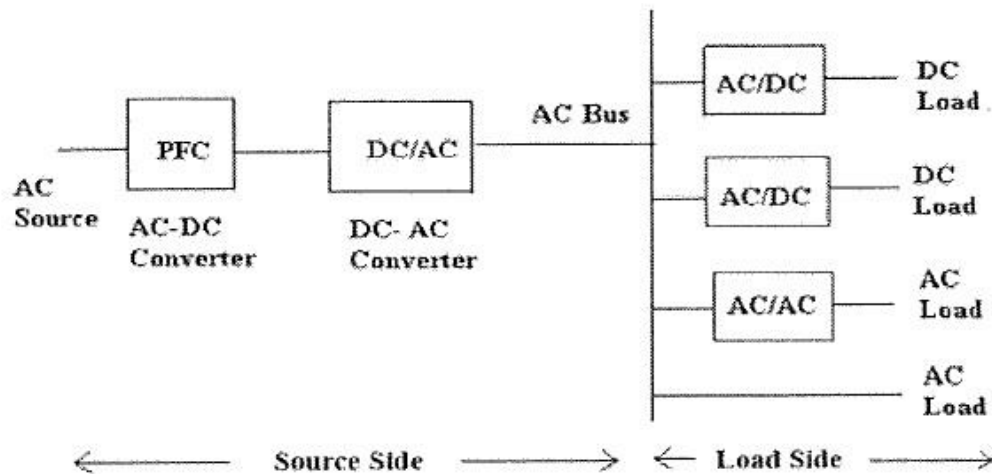 AC
Source
PFC
AC-DC
Converter
DC/AC
DC- AC
Converter
AC Bus
AC/DC
DC
Load
AC/DC
DC
Load
AC/AC
AC
Load
AC
Load
Source Side
Load Side